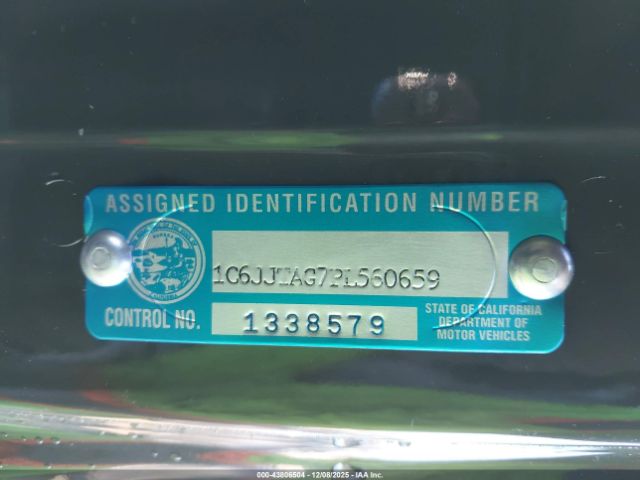 ASSIGNED IDENTIFICATION NUMBER
1C6JJTAG7PL560659
CONTROL NO.
1338579
STATE OF CALIFORNIA
DEPARTMENT OF
MOTOR VEHICLES
000-43806504 - 12/08/2025 - © IAA Inc.